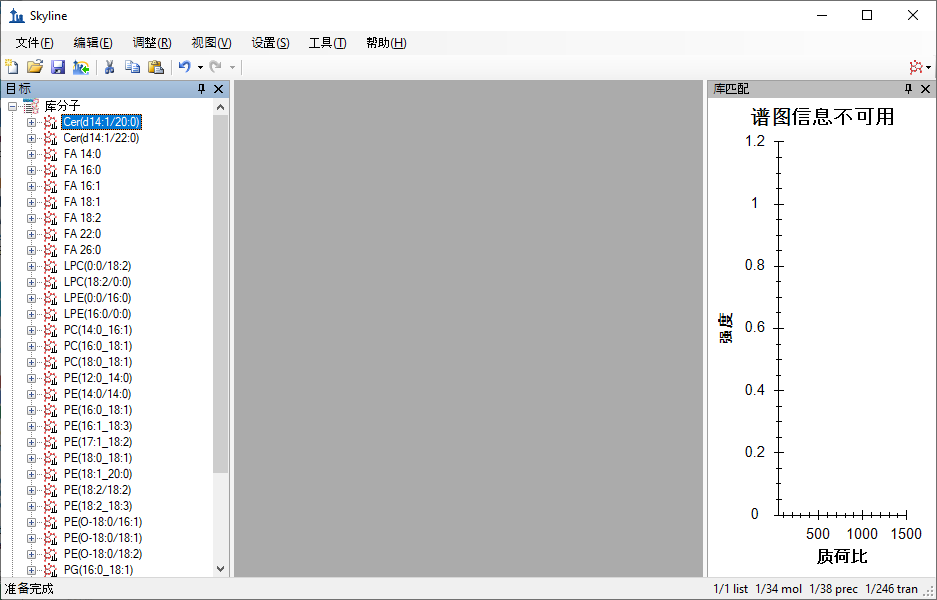 Skyline
文件(F) 编辑(E) 调整(R) 视图(V) 设置(S) 工具(T) 帮助(H)
目标
库分子
Cer(d14:1/20:0)
Cer(d14:1/22:0)
FA 14:0
FA 16:0
FA 16:1
FA 18:1
FA 18:2
FA 22:0
FA 26:0
LPC(0:0/18:2)
LPC(18:2/0:0)
LPE(0:0/16:0)
LPE(16:0/0:0)
PC(14:0_16:1)
PC(16:0_18:1)
PC(18:0_18:1)
PE(12:0_14:0)
PE(14:0/14:0)
PE(16:0_18:1)
PE(16:1_18:3)
PE(17:1_18:2)
PE(18:0_18:1)
PE(18:1_20:0)
PE(18:2/18:2)
PE(18:2_18:3)
PE(O-18:0/16:1)
PE(O-18:0/18:1)
PE(O-18:0/18:2)
PG(16:0_18:1)
库匹配
谱图信息不可用
1.2
1
0.8
0.6
0.4
0.2
0
强度
500 1000 1500
质荷比
准备完成
1/1 list 1/34 mol 1/38 prec 1/246 tran